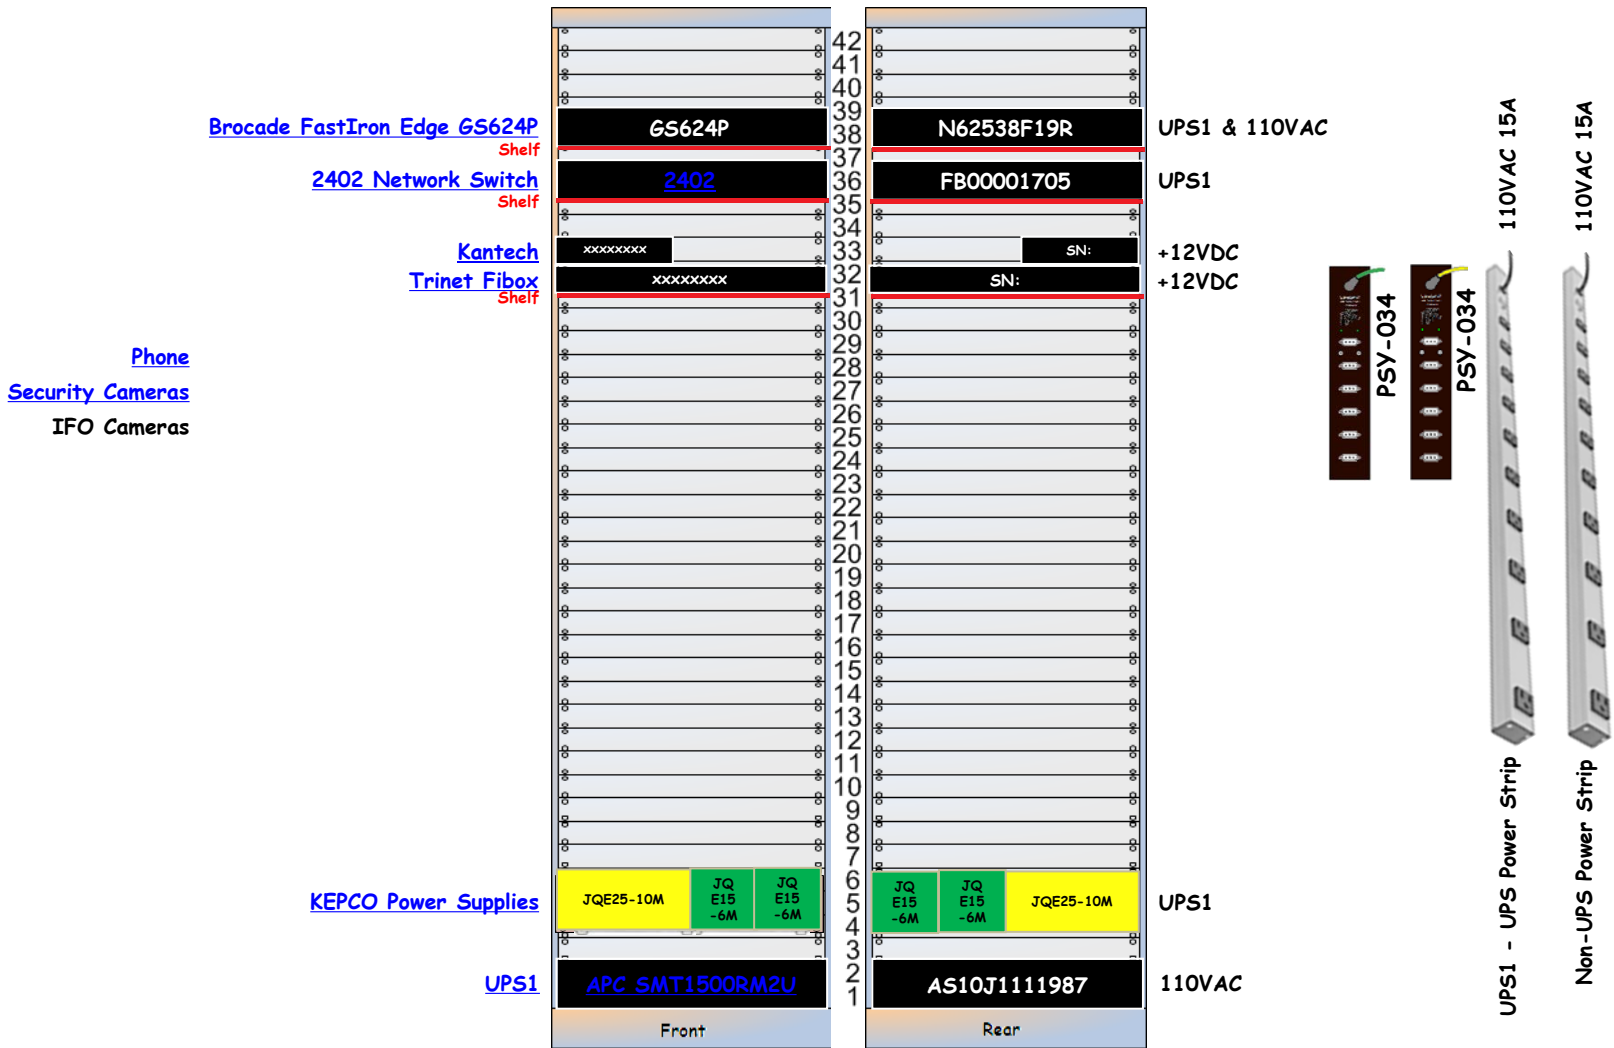 42
41
40
39
38
37
36
35
34
33
32
31
30
29
28
27
26
25
24
23
22
21
20
19
18
17
16
15
14
13
12
11
10
9
8
7
6
5
4
3
2
1
Brocade FastIron Edge GS624P
GS624P
N62538F19R
UPS1 & 110VAC
Shelf
2402 Network Switch
2402
FB00001705
UPS1
Shelf
Kantech
xxxxxxxx
SN:
+12VDC
Trinet Fibox
xxxxxxxx
SN:
+12VDC
Shelf
Phone
Security Cameras
IFO Cameras
KEPCO Power Supplies
JQE25-10M
JQ
E15
-6M
JQ
E15
-6M
JQ
E15
-6M
JQ
E15
-6M
JQE25-10M
UPS1
UPS1
APC SMT1500RM2U
AS10J1111987
110VAC
Front
Rear
PSY-034
PSY-034
110VAC 15A
110VAC 15A
UPS1 - UPS Power Strip
Non-UPS Power Strip